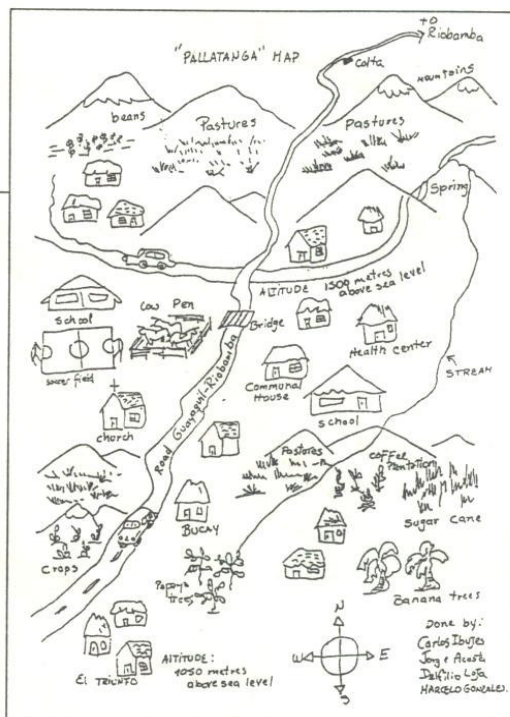 TO
Riobamba
"PALLATANGA" MAP
Colta
MOUNTAINS
beans
Pastures
Pastures
Spring
ALTITUDE 1500 metres
above sea level
School
Cow Pen
Bridge
Health Center
soccer field
Communal
House
STREAM
church
School
Road Guayaquil-Riobamba
Pastures
coffee
Plantation
Sugar Cane
BUCAY
Crops
Papaya
trees
Banana trees
N
W
E
S
EL TRIUNFO
ALTITUDE:
1050 metres
above sea level
Done by:
Carlos Ibujes
Jorge Acosta
Delfilio Loja
MARCELO GONZALES.